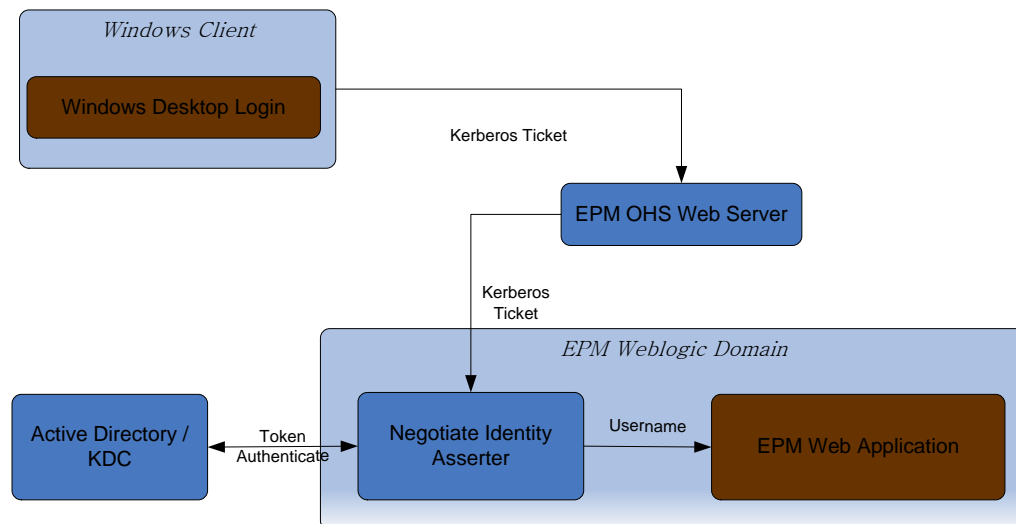 Windows Client
Windows Desktop Login
Kerberos Ticket
EPM OHS Web Server
Kerberos
Ticket
EPM Weblogic Domain
Active Directory /
KDC
Token
Authenticate
Negotiate Identity
Asserter
Username
EPM Web Application